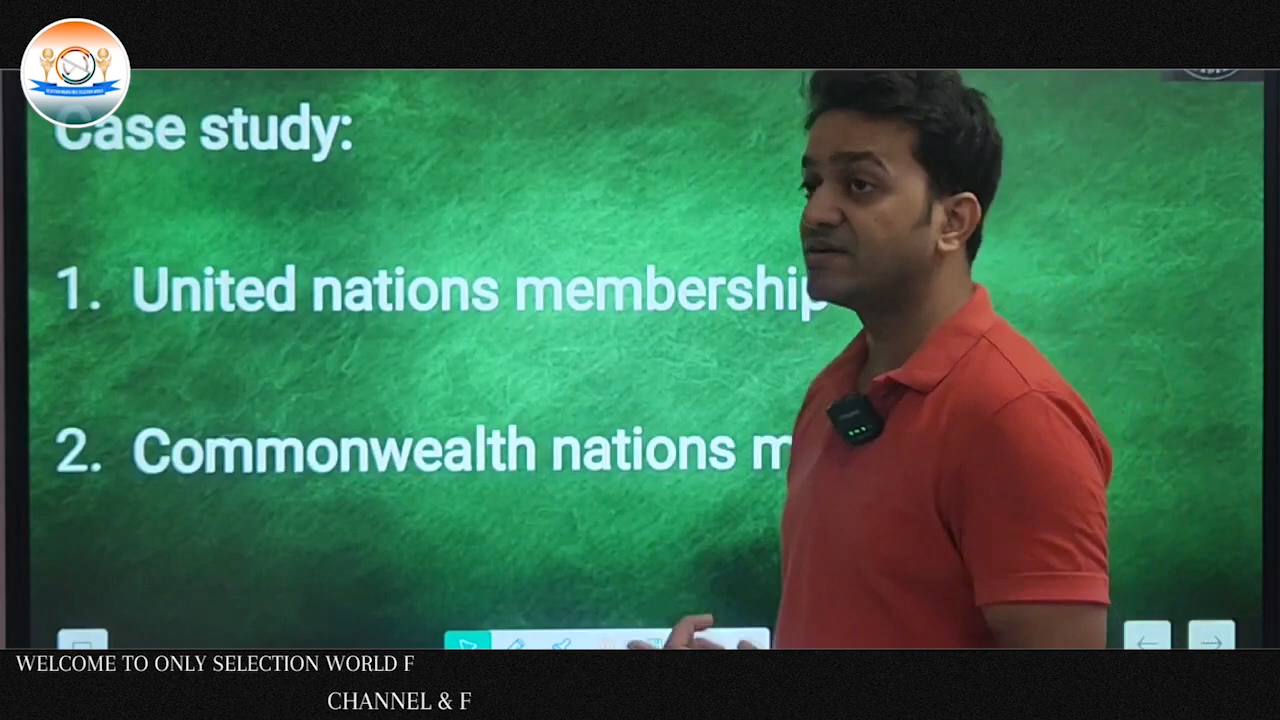 Case study:
1. United nations membership
2. Commonwealth nations m
WELCOME TO ONLY SELECTION WORLD F
CHANNEL & F